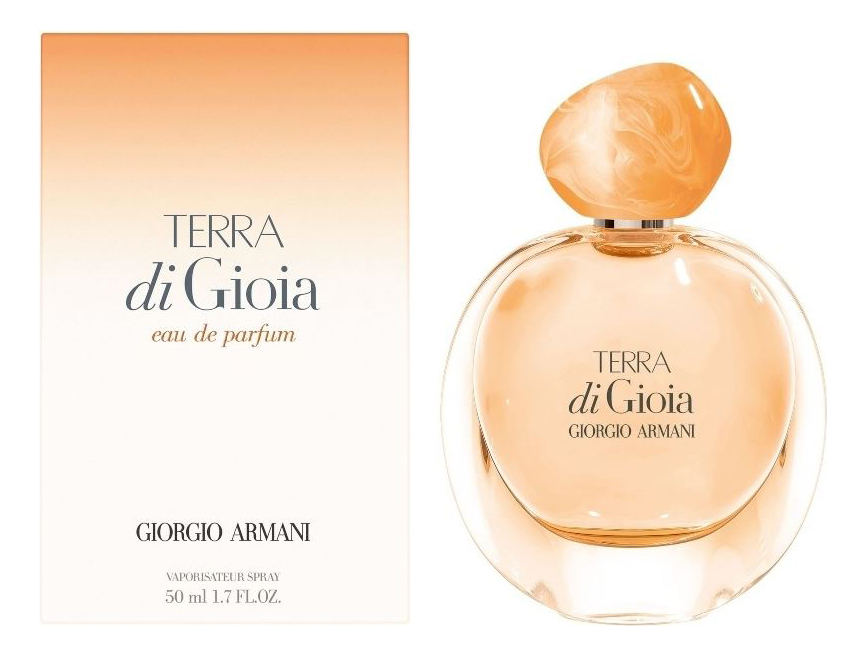 TERRA
di Gioia
eau de parfum
GIORGIO ARMANI
VAPORISATEUR SPRAY
50 ml 1.7 FL.OZ.
TERRA
di Gioia
GIORGIO ARMANI